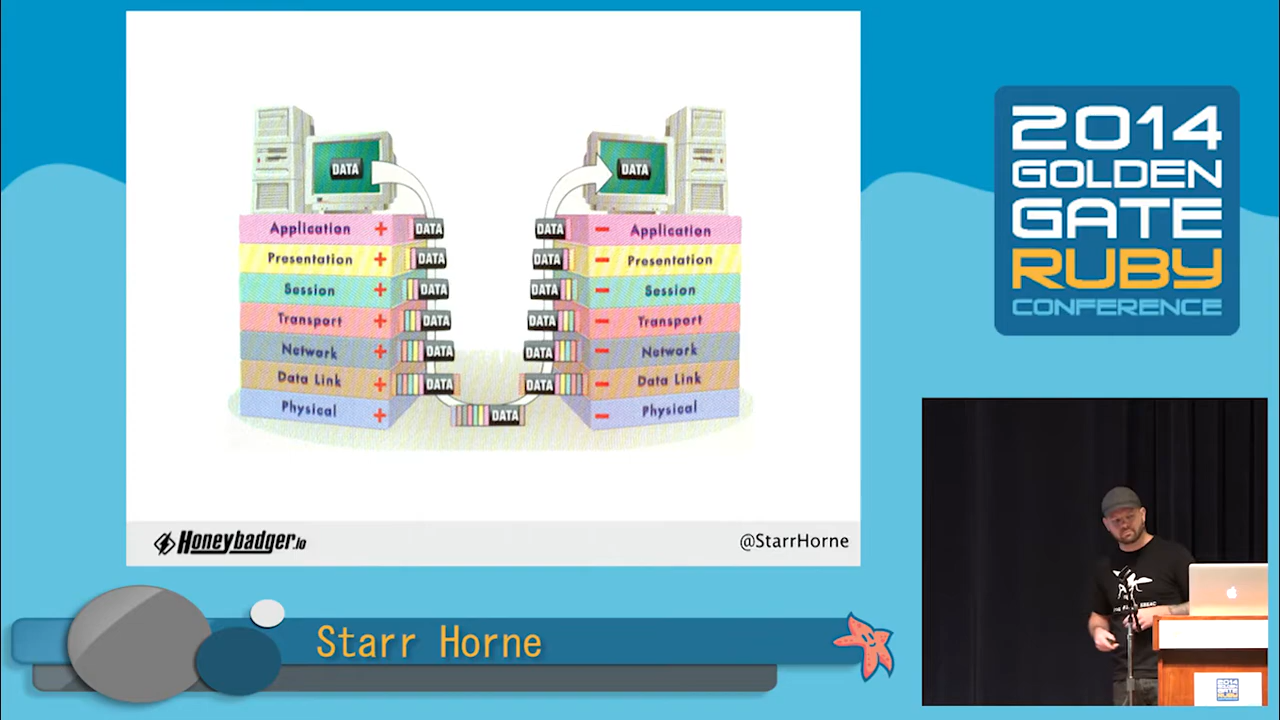 DATA
DATA
Application + DATA
DATA - Application
Presentation + DATA
DATA - Presentation
Session + DATA
DATA - Session
Transport + DATA
DATA - Transport
Network + DATA
DATA - Network
Data Link + DATA
DATA - Data Link
Physical +
DATA
- Physical
Honeybadger.io
@StarrHorne
2014
GOLDEN
GATE
RUBY
CONFERENCE
Starr Horne
2014
RUBY